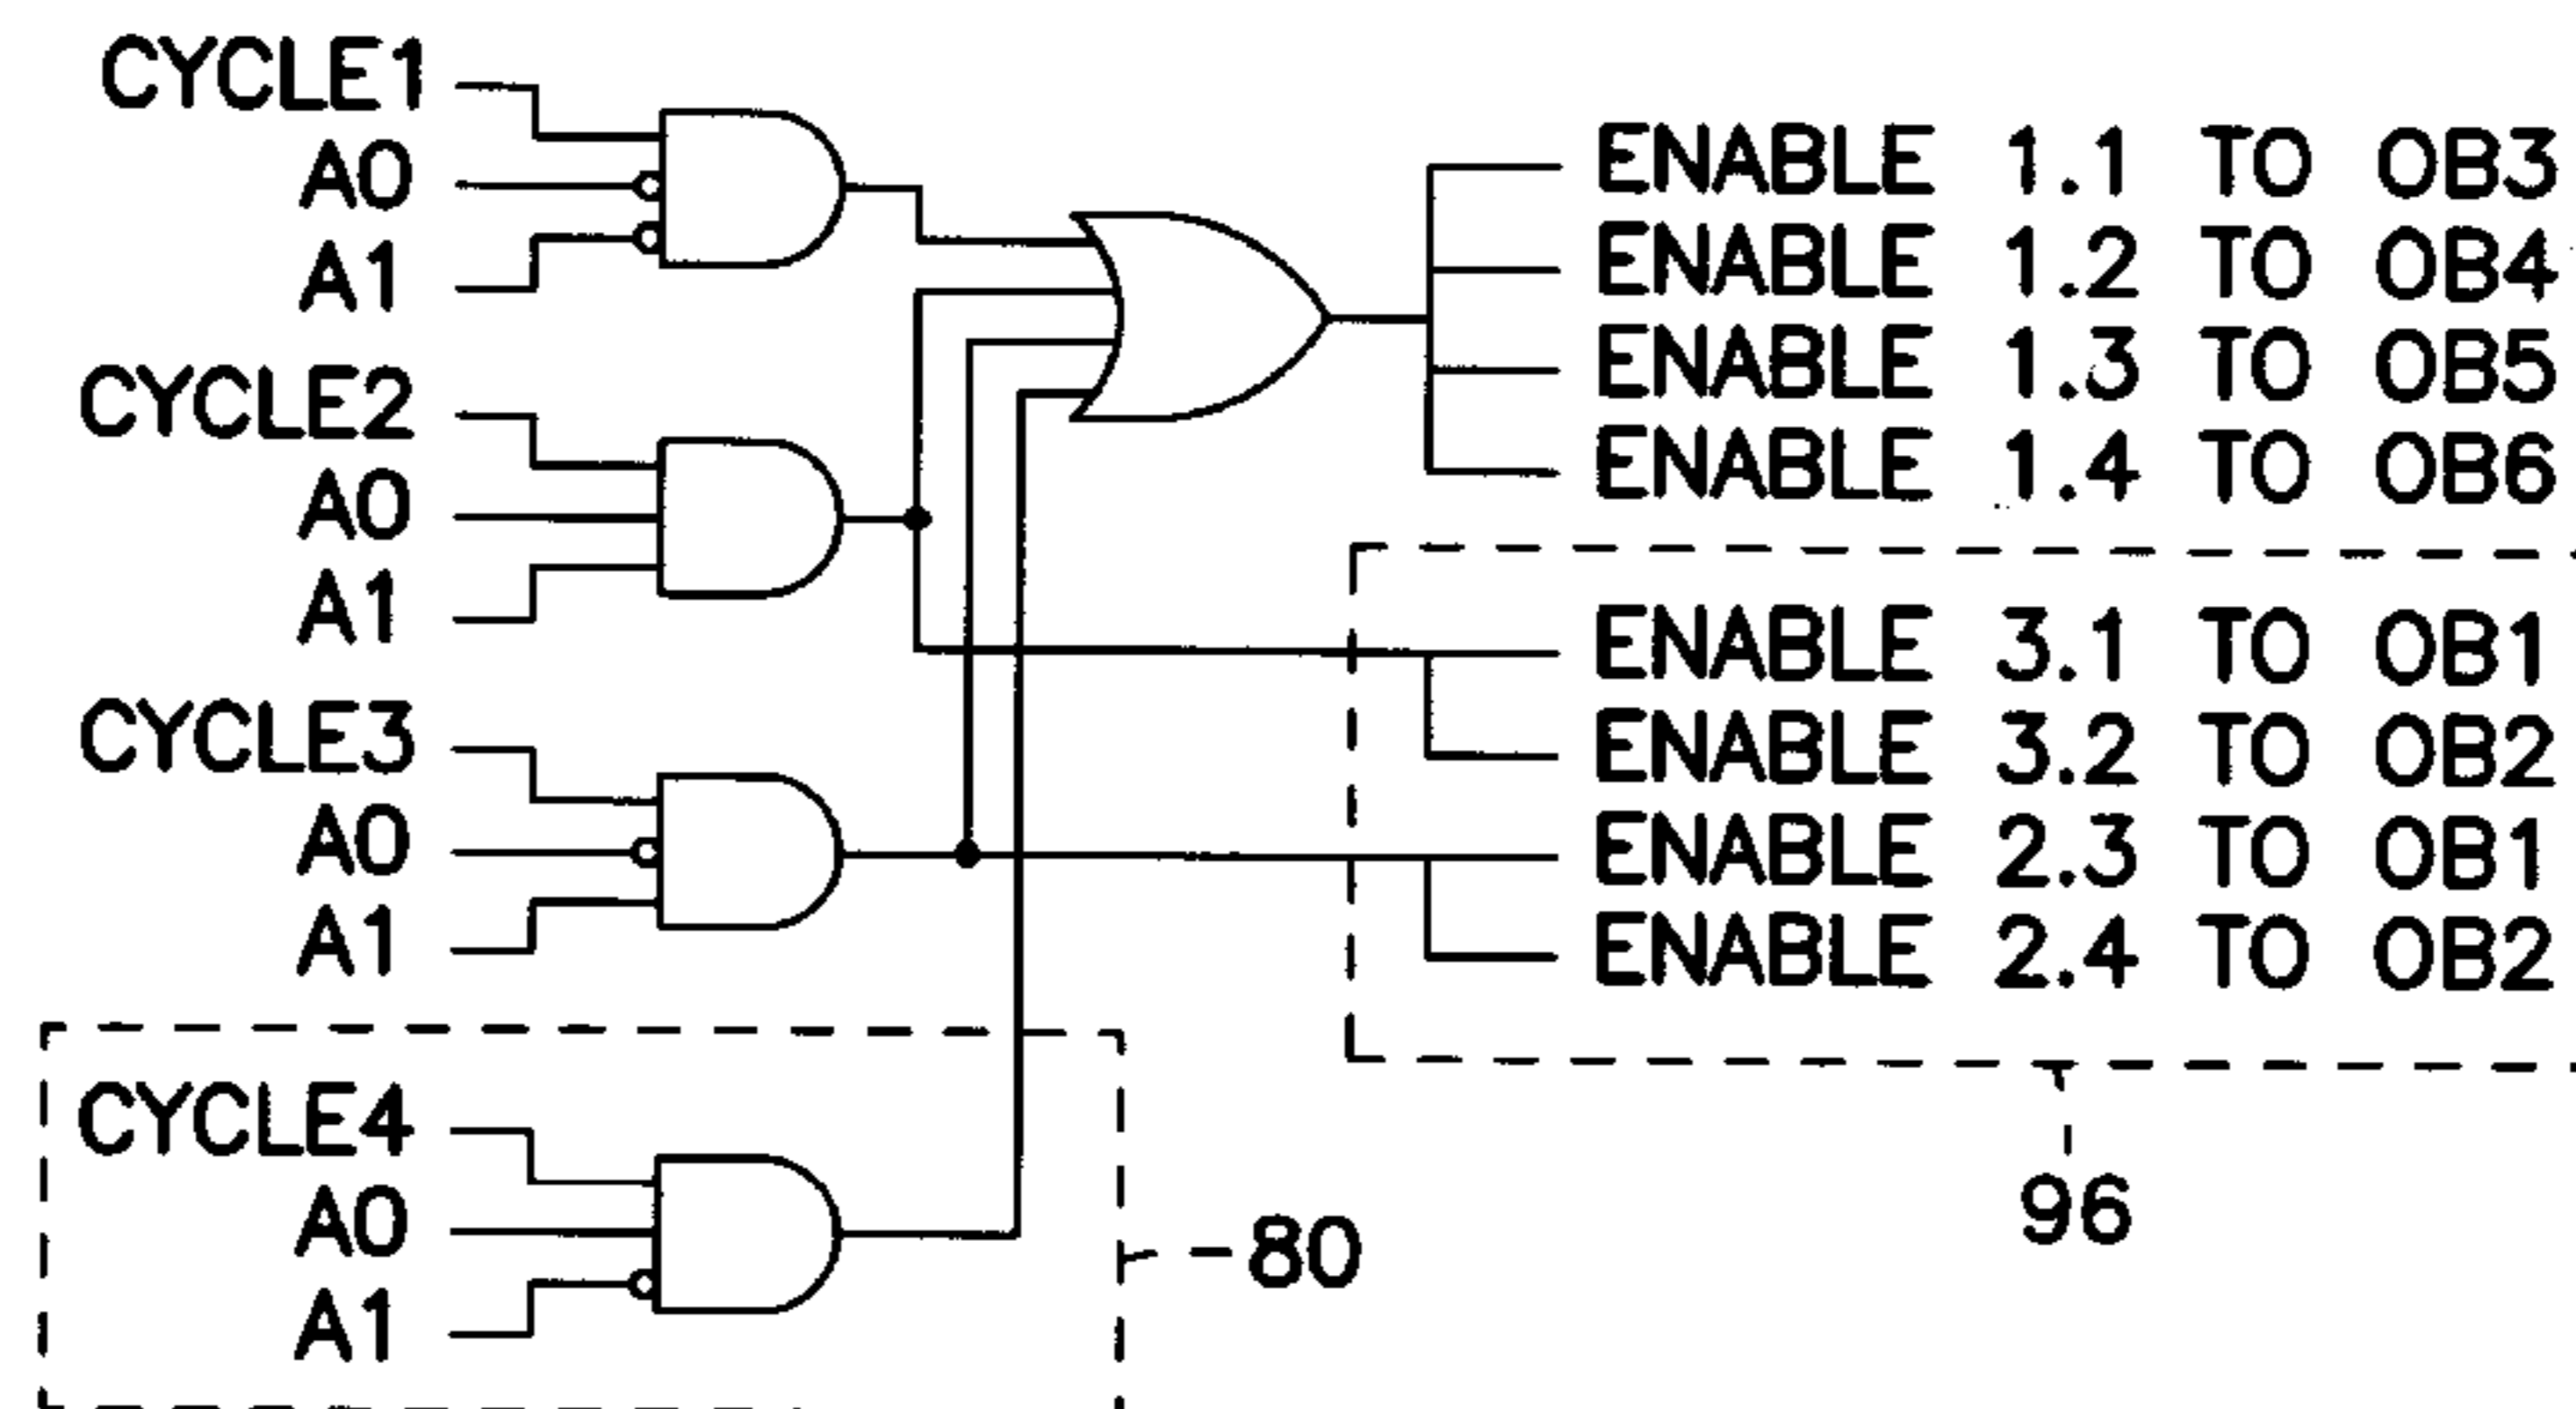 CYCLE1
A0
A1
CYCLE2
A0
A1
CYCLE3
A0
A1
CYCLE4
A0
A1
80
ENABLE 1.1 TO OB3
ENABLE 1.2 TO OB4
ENABLE 1.3 TO OB5
ENABLE 1.4 TO OB6
ENABLE 3.1 TO OB1
ENABLE 3.2 TO OB2
ENABLE 2.3 TO OB1
ENABLE 2.4 TO OB2
96